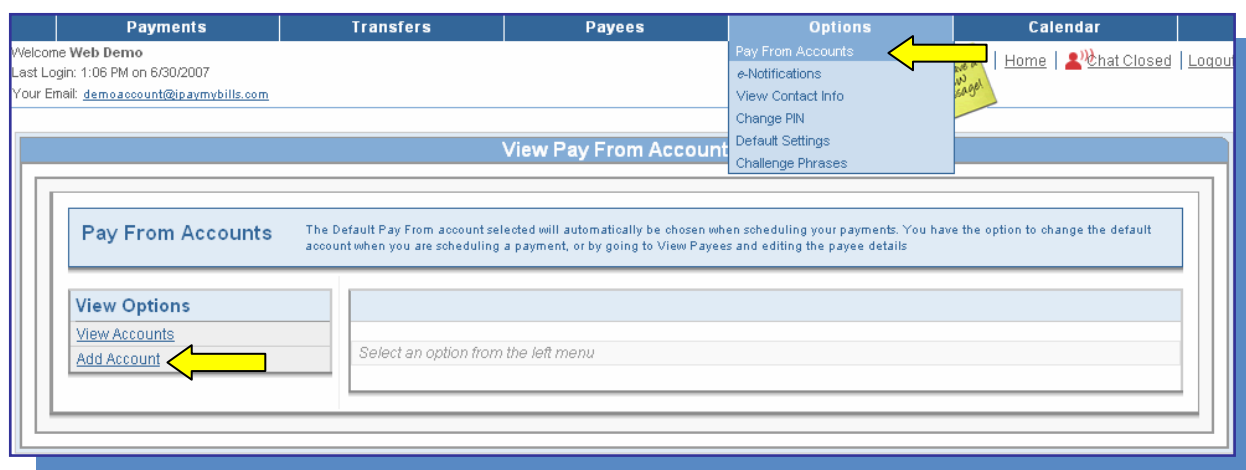 Payments Transfers Payees Options Calendar
Welcome Web Demo
Last Login: 1:06 PM on 6/30/2007
Your Email: demoaccount@ipaymybills.com
Pay From Accounts
e-Notifications
View Contact Info
Change PIN
Default Settings
Challenge Phrases
| Home | Chat Closed | Logout
View Pay From Account
Pay From Accounts
The Default Pay From account selected will automatically be chosen when scheduling your payments. You have the option to change the default
account when you are scheduling a payment, or by going to View Payees and editing the payee details
View Options
View Accounts
Add Account
Select an option from the left menu